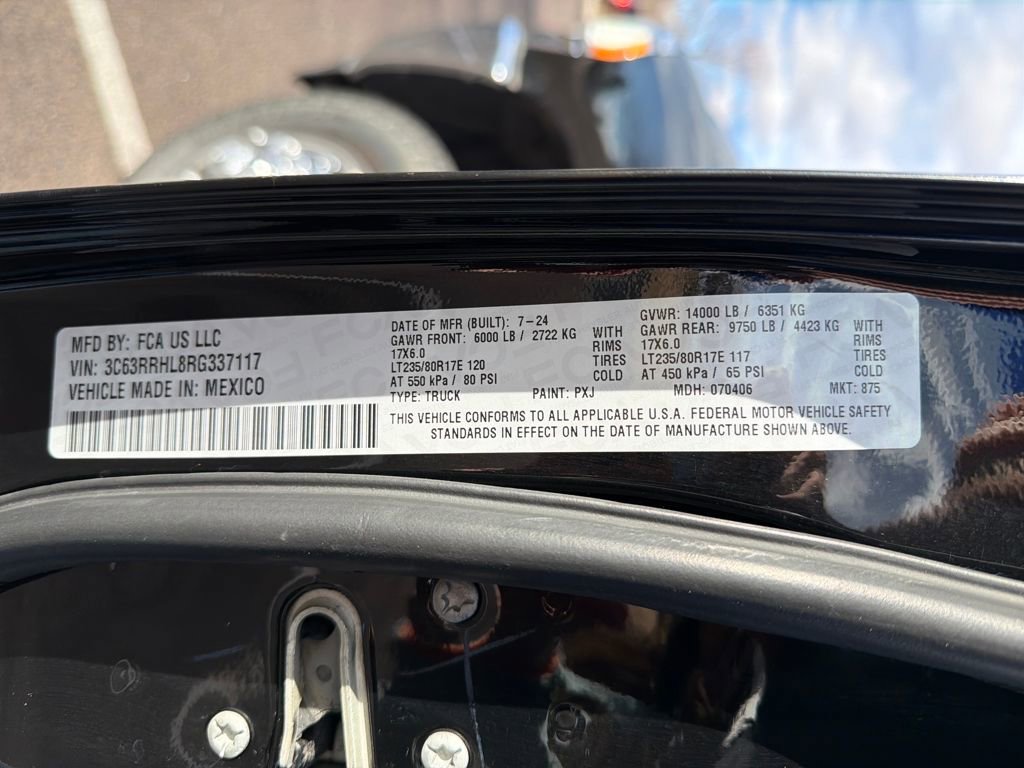 MFD BY: FCA US LLC
VIN: 3C63RRHL8RG337117
VEHICLE MADE IN: MEXICO
DATE OF MFR (BUILT): 7-24
GAWR FRONT: 6000 LB / 2722 KG WITH
17X6.0 RIMS
LT235/80R17E 120 TIRES
AT 550 kPa / 80 PSI COLD
TYPE: TRUCK PAINT: PXJ
GVWR: 14000 LB / 6351 KG
GAWR REAR: 9750 LB / 4423 KG WITH
17X6.0 RIMS
LT235/80R17E 117 TIRES
AT 450 kPa / 65 PSI COLD
MDH: 070406 MKT: 875
THIS VEHICLE CONFORMS TO ALL APPLICABLE U.S.A. FEDERAL MOTOR VEHICLE SAFETY
STANDARDS IN EFFECT ON THE DATE OF MANUFACTURE SHOWN ABOVE.